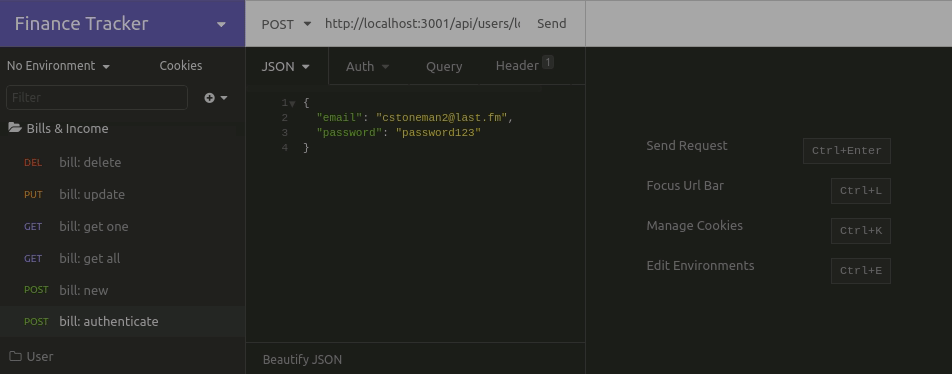 Finance Tracker
POST
http://localhost:3001/api/users/lo
Send
No Environment
Cookies
Filter
Bills & Income
DEL bill: delete
PUT bill: update
GET bill: get one
GET bill: get all
POST bill: new
POST bill: authenticate
User
JSON
Auth
Query
Header 1
1 {
2 "email": "cstoneman2@last.fm",
3 "password": "password123"
4 }
Beautify JSON
Send Request Ctrl+Enter
Focus Url Bar Ctrl+L
Manage Cookies Ctrl+K
Edit Environments Ctrl+E